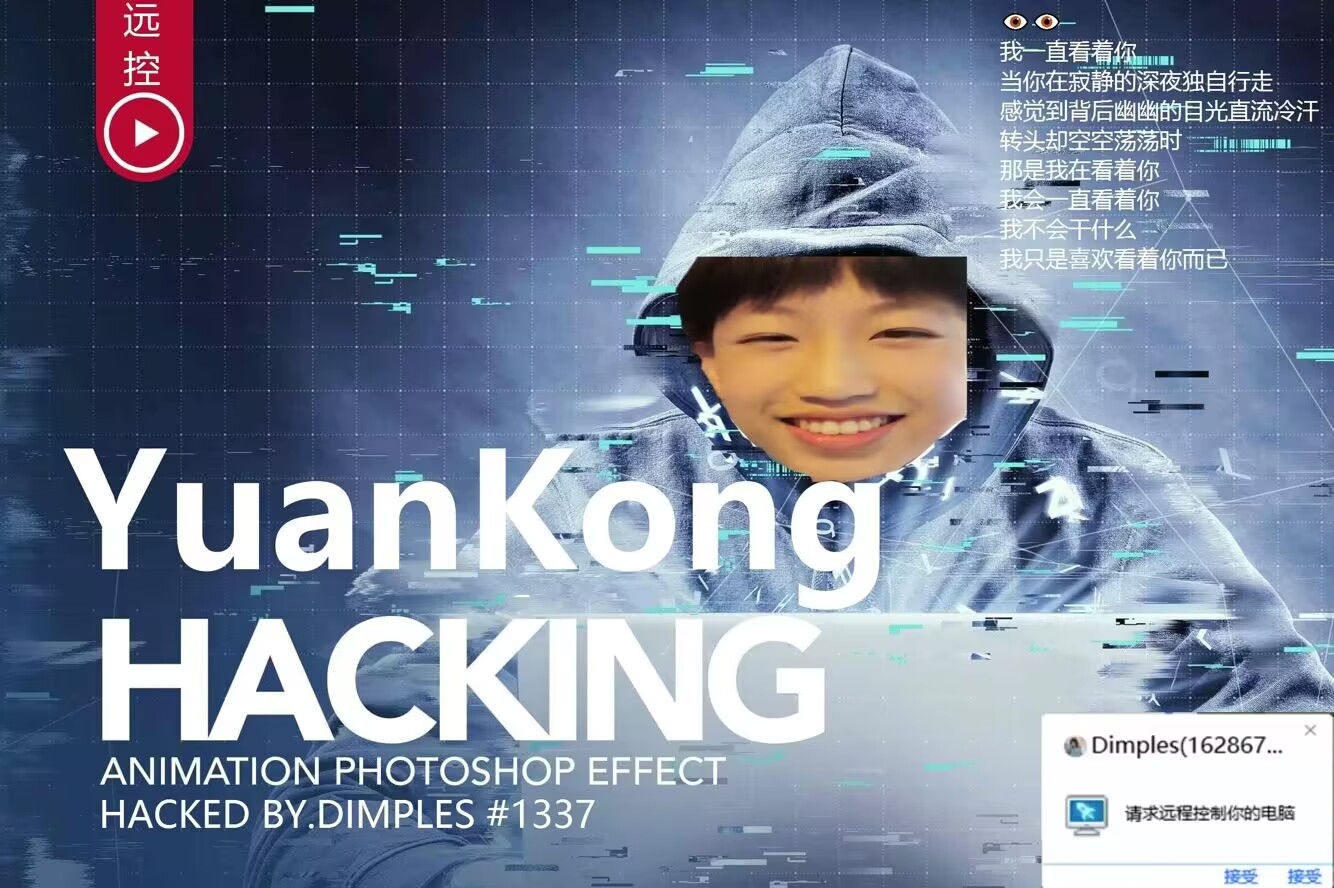 远
控
我一直看着你
当你在寂静的深夜独自行走
感觉到背后幽幽的目光直流冷汗
转头却空空荡荡时
那是我在看着你
我会一直看着你
我不会干什么
我只是喜欢看着你而已
YuanKong
HACKING
ANIMATION PHOTOSHOP EFFECT
HACKED BY.DIMPLES #1337
Dimples(162867...
请求远程控制你的电脑
接受 接受